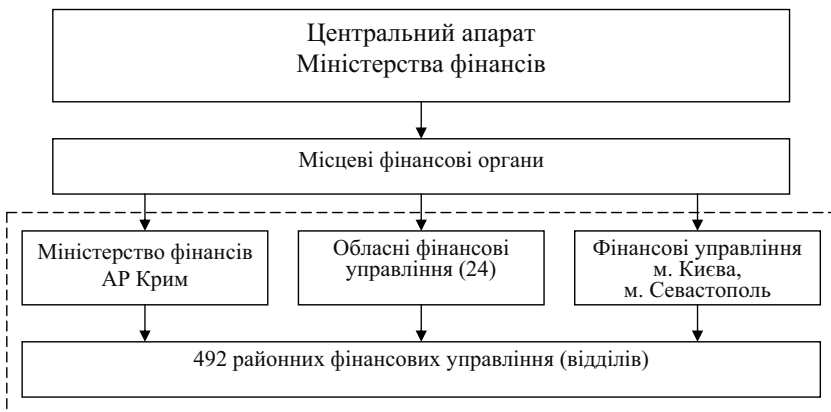 Центральний апарат
Міністерства фінансів
Місцеві фінансові органи
Міністерство фінансів
АР Крим
Обласні фінансові
управління (24)
Фінансові управління
м. Києва,
м. Севастополь
492 районних фінансових управління (відділів)